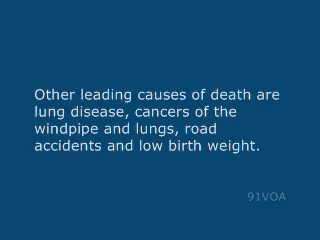 Other leading causes of death are
lung disease, cancers of the
windpipe and lungs, road
accidents and low birth weight.
91VOA